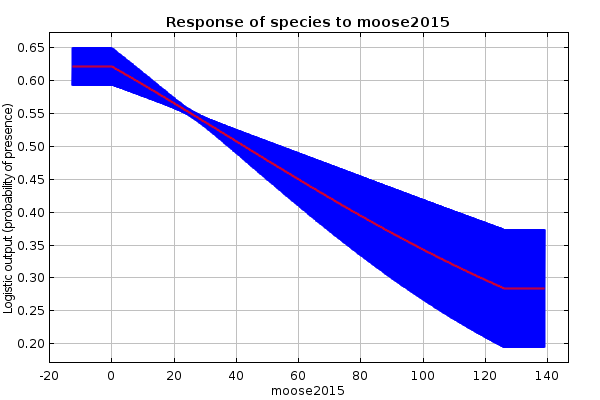 Response of species to moose2015
Logistic output (probability of presence)
0.65
0.60
0.55
0.50
0.45
0.40
0.35
0.30
0.25
0.20
-20 0 20 40 60 80 100 120 140
moose2015